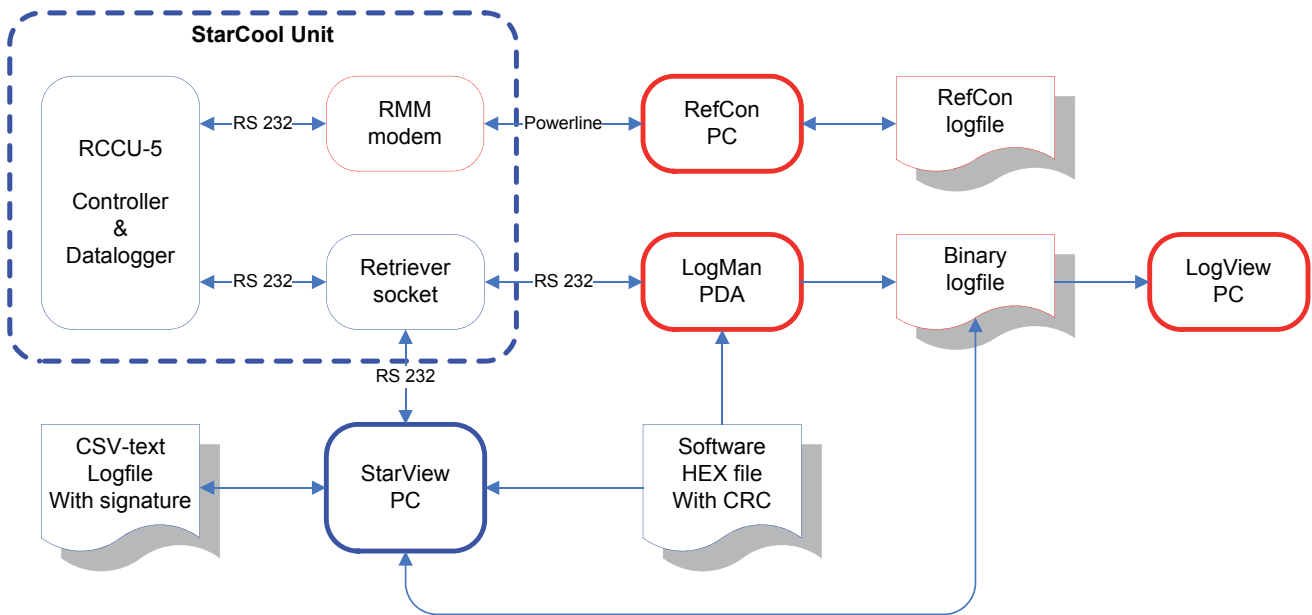 StarCool Unit
RCCU-5
Controller
&
Datalogger
RS 232
RMM
modem
Powerline
RefCon
PC
RefCon
logfile
RS 232
Retriever
socket
RS 232
LogMan
PDA
Binary
logfile
LogView
PC
RS 232
CSV-text
Logfile
With signature
StarView
PC
Software
HEX file
With CRC